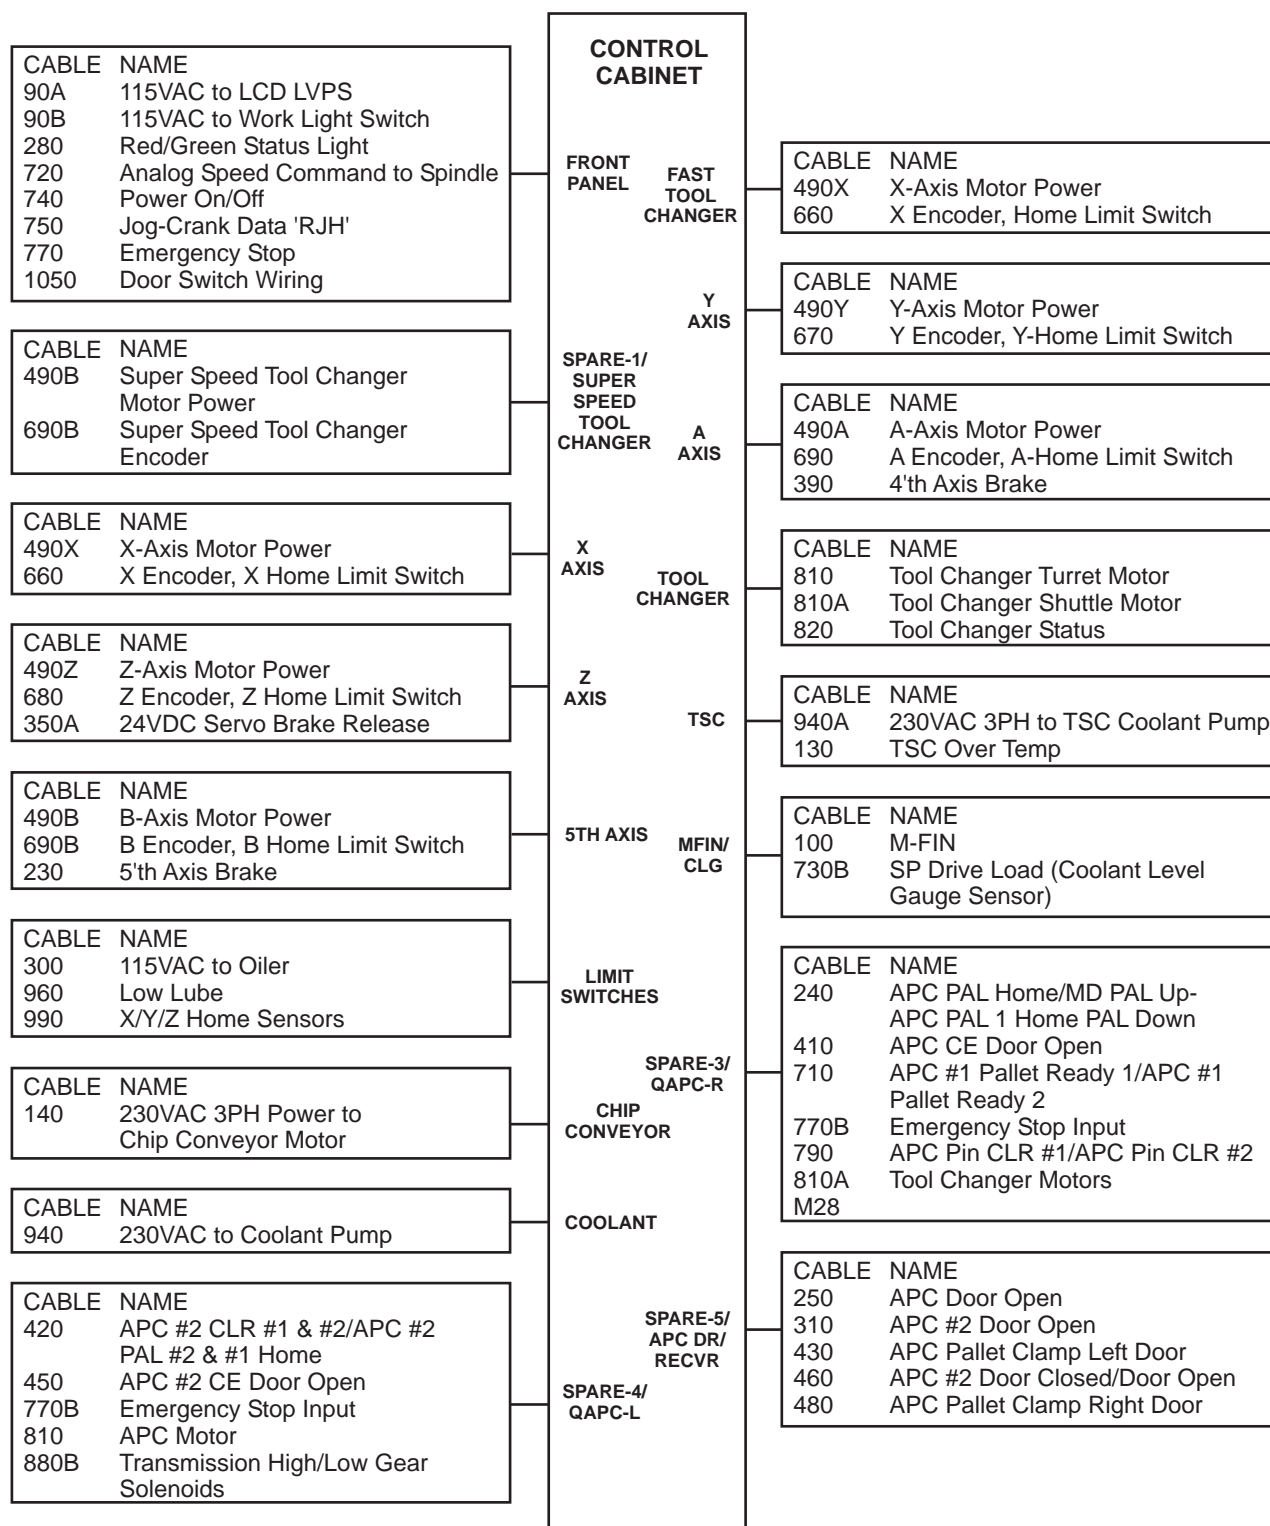 CONTROL
CABINET
CABLE NAME
90A 115VAC to LCD LVPS
90B 115VAC to Work Light Switch
280 Red/Green Status Light
720 Analog Speed Command to Spindle
740 Power On/Off
750 Jog-Crank Data 'RJH'
770 Emergency Stop
1050 Door Switch Wiring
FRONT
PANEL
CABLE NAME
490B Super Speed Tool Changer
Motor Power
690B Super Speed Tool Changer
Encoder
SPARE-1/
SUPER
SPEED
TOOL
CHANGER
CABLE NAME
490X X-Axis Motor Power
660 X Encoder, X Home Limit Switch
X
AXIS
CABLE NAME
490Z Z-Axis Motor Power
680 Z Encoder, Z Home Limit Switch
350A 24VDC Servo Brake Release
Z
AXIS
CABLE NAME
490B B-Axis Motor Power
690B B Encoder, B Home Limit Switch
230 5'th Axis Brake
5TH AXIS
CABLE NAME
300 115VAC to Oiler
960 Low Lube
990 X/Y/Z Home Sensors
LIMIT
SWITCHES
CABLE NAME
140 230VAC 3PH Power to
Chip Conveyor Motor
CHIP
CONVEYOR
CABLE NAME
940 230VAC to Coolant Pump
COOLANT
CABLE NAME
420 APC #2 CLR #1 & #2/APC #2
PAL #2 & #1 Home
450 APC #2 CE Door Open
770B Emergency Stop Input
810 APC Motor
880B Transmission High/Low Gear
Solenoids
SPARE-4/
QAPC-L
FAST
TOOL
CHANGER
CABLE NAME
490X X-Axis Motor Power
660 X Encoder, Home Limit Switch
Y
AXIS
CABLE NAME
490Y Y-Axis Motor Power
670 Y Encoder, Y-Home Limit Switch
A
AXIS
CABLE NAME
490A A-Axis Motor Power
690 A Encoder, A-Home Limit Switch
390 4'th Axis Brake
TOOL
CHANGER
CABLE NAME
810 Tool Changer Turret Motor
810A Tool Changer Shuttle Motor
820 Tool Changer Status
TSC
CABLE NAME
940A 230VAC 3PH to TSC Coolant Pump
130 TSC Over Temp
MFIN/
CLG
CABLE NAME
100 M-FIN
730B SP Drive Load (Coolant Level
Gauge Sensor)
SPARE-3/
QAPC-R
CABLE NAME
240 APC PAL Home/MD PAL Up-
APC PAL 1 Home PAL Down
410 APC CE Door Open
710 APC #1 Pallet Ready 1/APC #1
Pallet Ready 2
770B Emergency Stop Input
790 APC Pin CLR #1/APC Pin CLR #2
810A Tool Changer Motors
M28
SPARE-5/
APC DR/
RECVR
CABLE NAME
250 APC Door Open
310 APC #2 Door Open
430 APC Pallet Clamp Left Door
460 APC #2 Door Closed/Door Open
480 APC Pallet Clamp Right Door